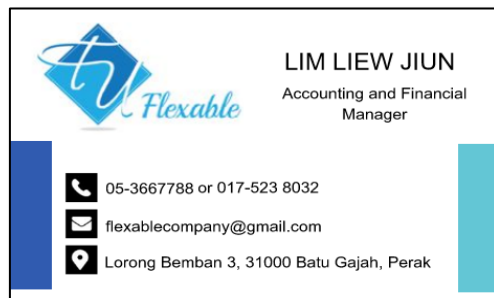 Flexable
LIM LIEW JIUN
Accounting and Financial
Manager
05-3667788 or 017-523 8032
flexablecompany@gmail.com
Lorong Bemban 3, 31000 Batu Gajah, Perak